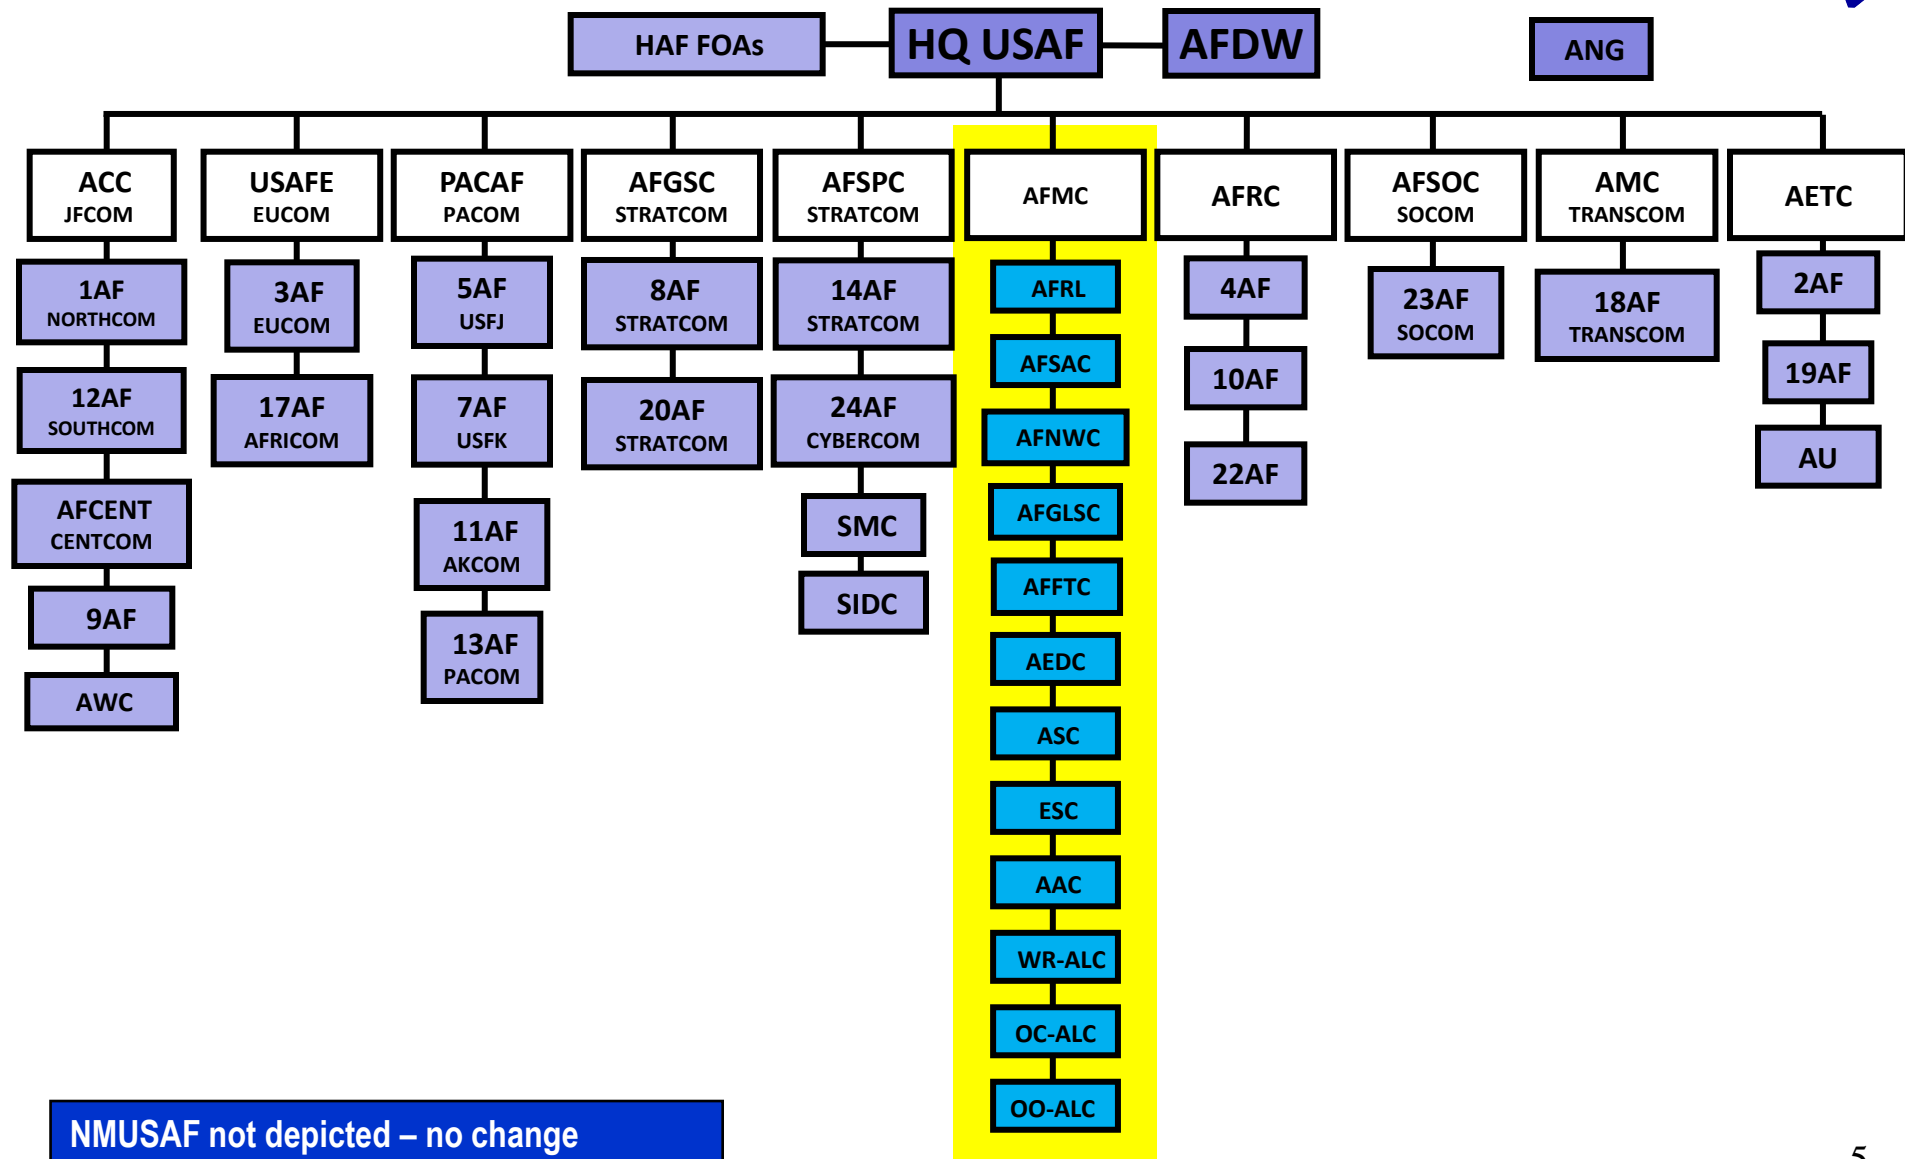 HAF FOAs
HQ USAF
AFDW
ANG
ACC
JFCOM
USAFE
EUCOM
PACAF
PACOM
AFGSC
STRATCOM
AFSPC
STRATCOM
AFMC
AFRC
AFSOC
SOCOM
AMC
TRANSCOM
AETC
1AF
NORTHCOM
12AF
SOUTHCOM
AFCENT
CENTCOM
9AF
AWC
3AF
EUCOM
17AF
AFRICOM
5AF
USFJ
7AF
USFK
11AF
AKCOM
13AF
PACOM
8AF
STRATCOM
20AF
STRATCOM
14AF
STRATCOM
24AF
CYBERCOM
SMC
SIDC
AFRL
AFSAC
AFNWC
AFGLSC
AFFTC
AEDC
ASC
ESC
AAC
WR-ALC
OC-ALC
OO-ALC
4AF
10AF
22AF
23AF
SOCOM
18AF
TRANSCOM
2AF
19AF
AU
NMUSAF not depicted – no change
5